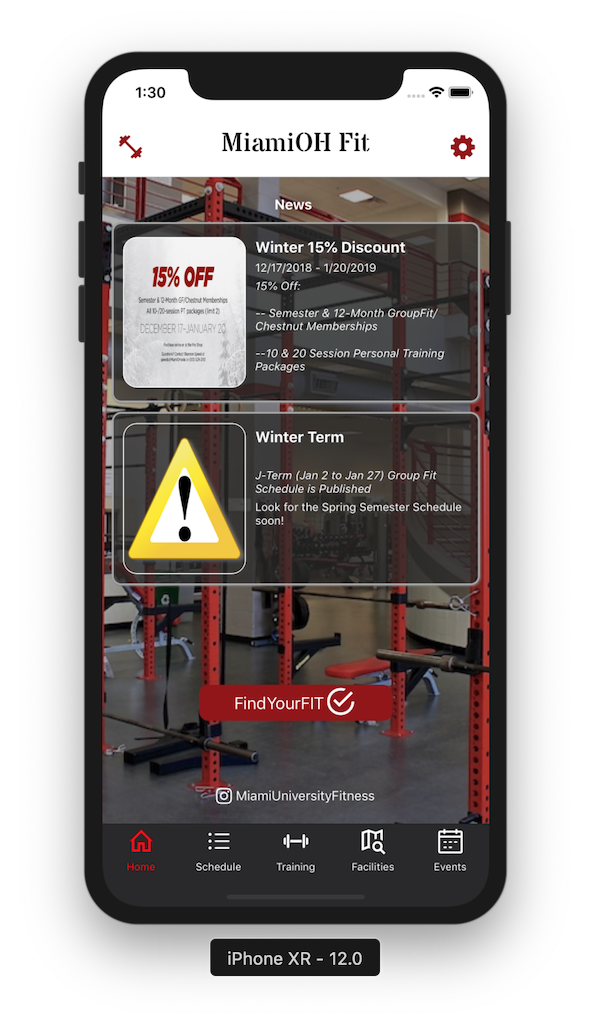 1:30
MiamiOH Fit
News
Winter 15% Discount
12/17/2018 - 1/20/2019
15% Off:
-- Semester & 12-Month GroupFit/
Chestnut Memberships
--10 & 20 Session Personal Training
Packages
15% OFF
Semester & 12-Month GF/Chestnut Memberships
All 10-/20-session PT packages (limit 2)
DECEMBER 17-JANUARY 20
Winter Term
J-Term (Jan 2 to Jan 27) Group Fit
Schedule is Published
Look for the Spring Semester Schedule
soon!
FindYourFIT
MiamiUniversityFitness
Home
Schedule
Training
Facilities
Events
iPhone XR - 12.0